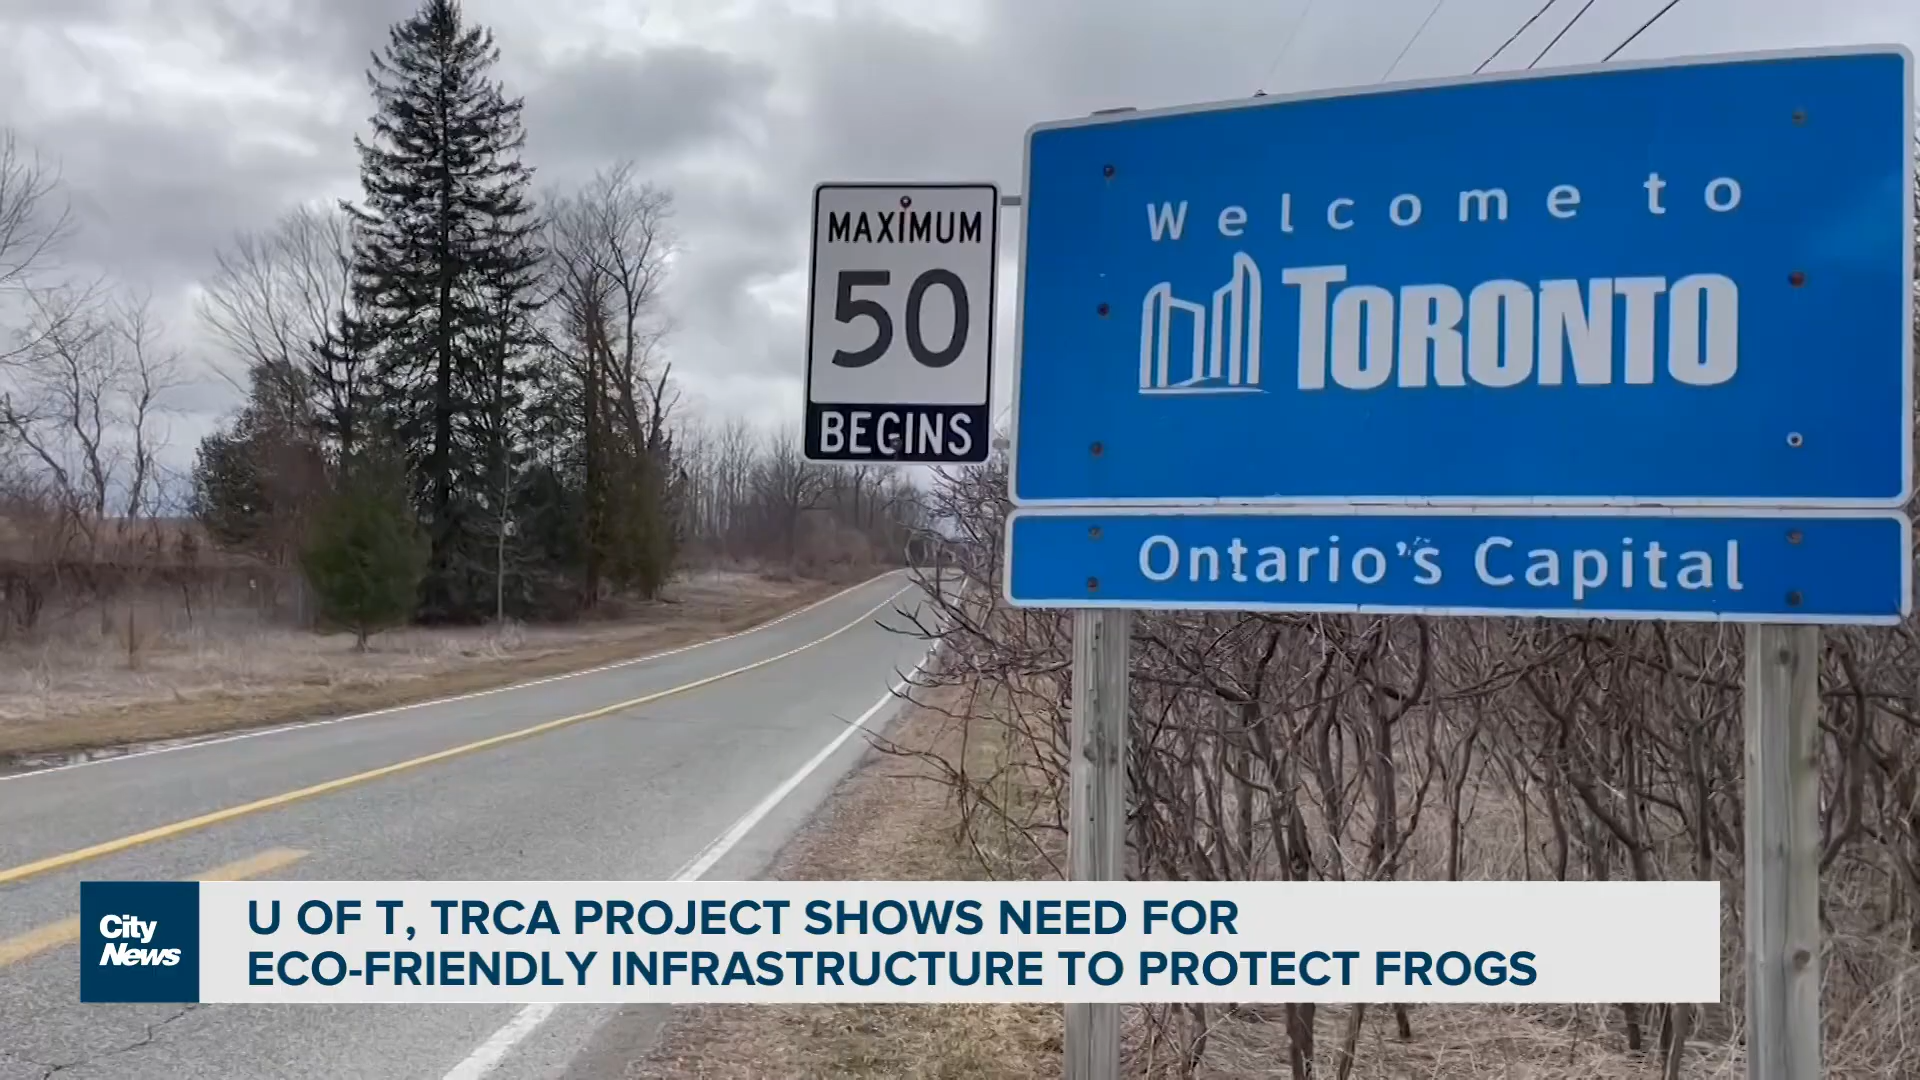 MAXIMUM
50
BEGINS
Welcome to
TORONTO
Ontario's Capital
City
News
U OF T, TRCA PROJECT SHOWS NEED FOR
ECO-FRIENDLY INFRASTRUCTURE TO PROTECT FROGS